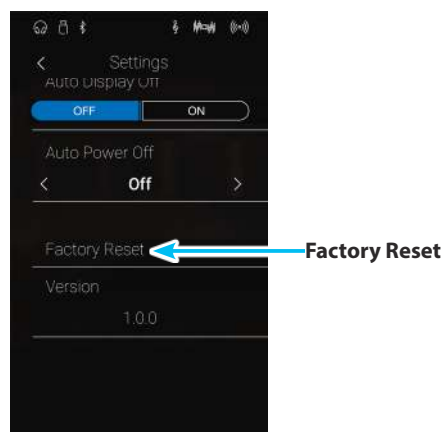 Settings
Auto Display Off
OFF ON
Auto Power Off
< Off >
Factory Reset
Factory Reset
Version
1.0.0